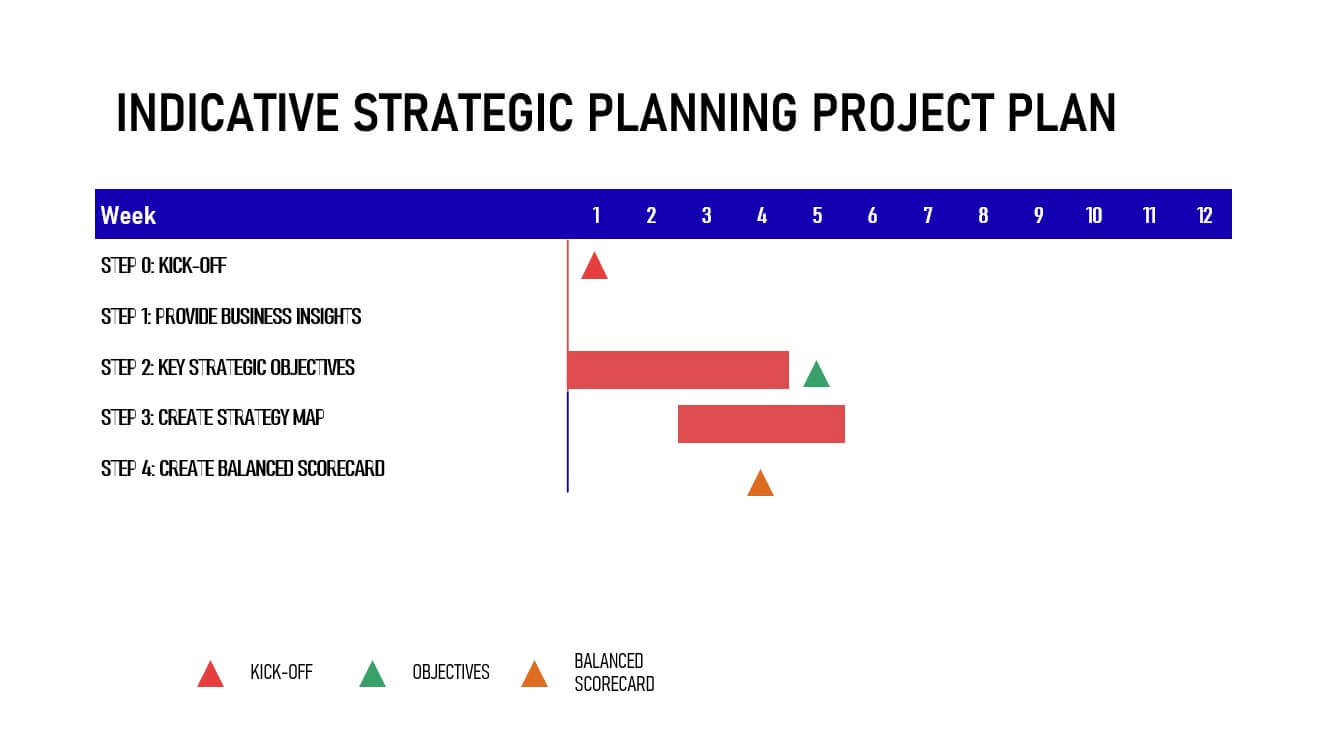 INDICATIVE STRATEGIC PLANNING PROJECT PLAN
Week 1 2 3 4 5 6 7 8 9 10 11 12
STEP 0: KICK-OFF
STEP 1: PROVIDE BUSINESS INSIGHTS
STEP 2: KEY STRATEGIC OBJECTIVES
STEP 3: CREATE STRATEGY MAP
STEP 4: CREATE BALANCED SCORECARD
KICK-OFF
OBJECTIVES
BALANCED
SCORECARD